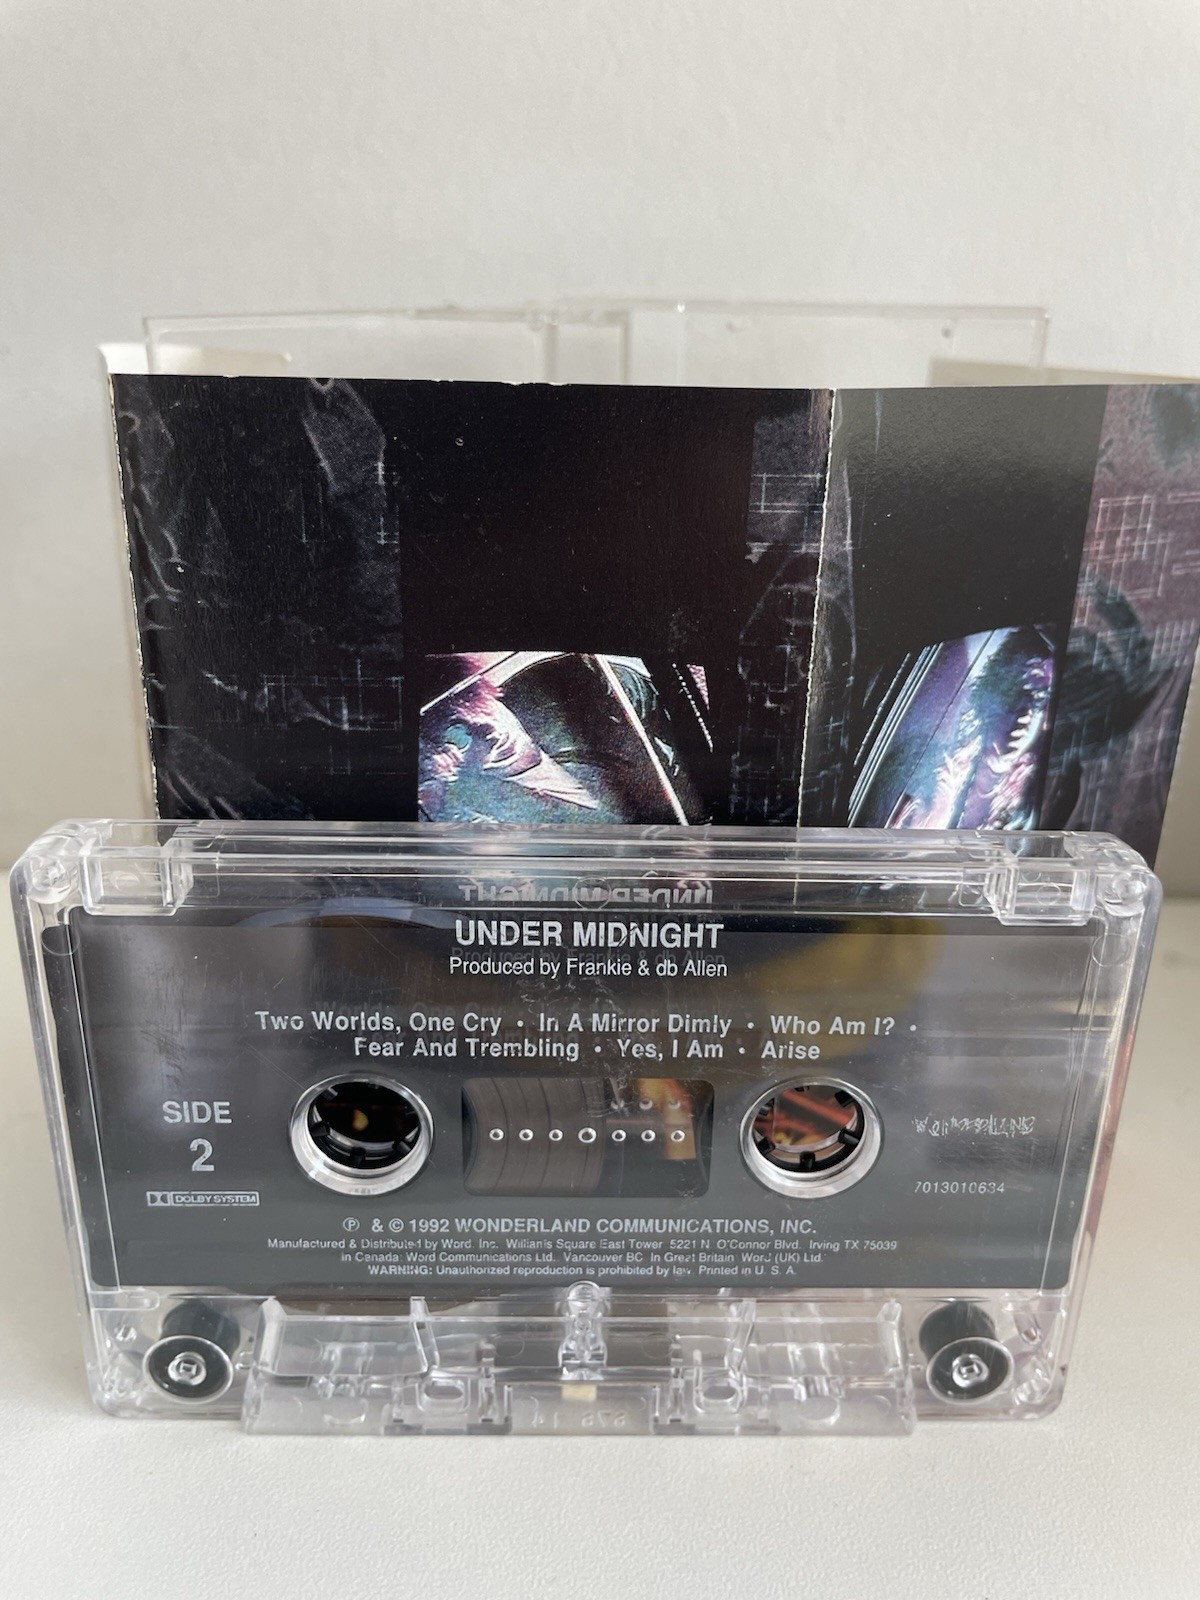 UNDER MIDNIGHT
Produced by Frankie & db Allen
Two Worlds, One Cry • In A Mirror Dimly • Who Am I? •
Fear And Trembling • Yes, I Am • Arise
SIDE
2
DOLBY SYSTEM
7013010634
℗ & © 1992 WONDERLAND COMMUNICATIONS, INC.
Manufactured & Distributed by Word, Inc. Williams Square East Tower 5221 N. O'Connor Blvd. Irving TX 75039
in Canada: Word Communications Ltd., Vancouver BC In Great Britain: Word (UK) Ltd.
WARNING: Unauthorized reproduction is prohibited by law. Printed in U. S. A.